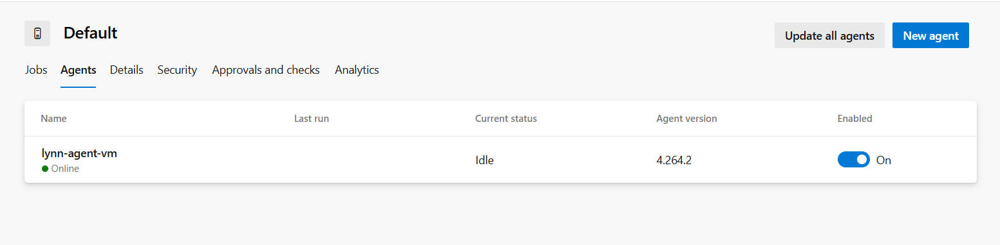 Default
Update all agents New agent
Jobs Agents Details Security Approvals and checks Analytics
Name Last run Current status Agent version Enabled
lynn-agent-vm
Online
Idle 4.264.2 On